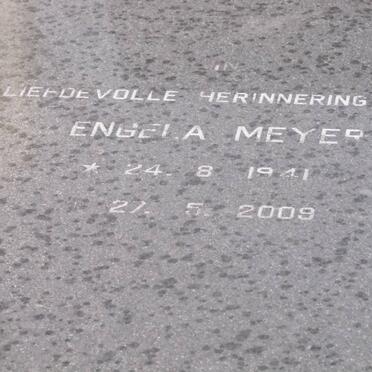 IN
LIEFDEVOLLE HERINNERING
ENGELA MEYER
* 24. 8 1941
27. 5. 2009